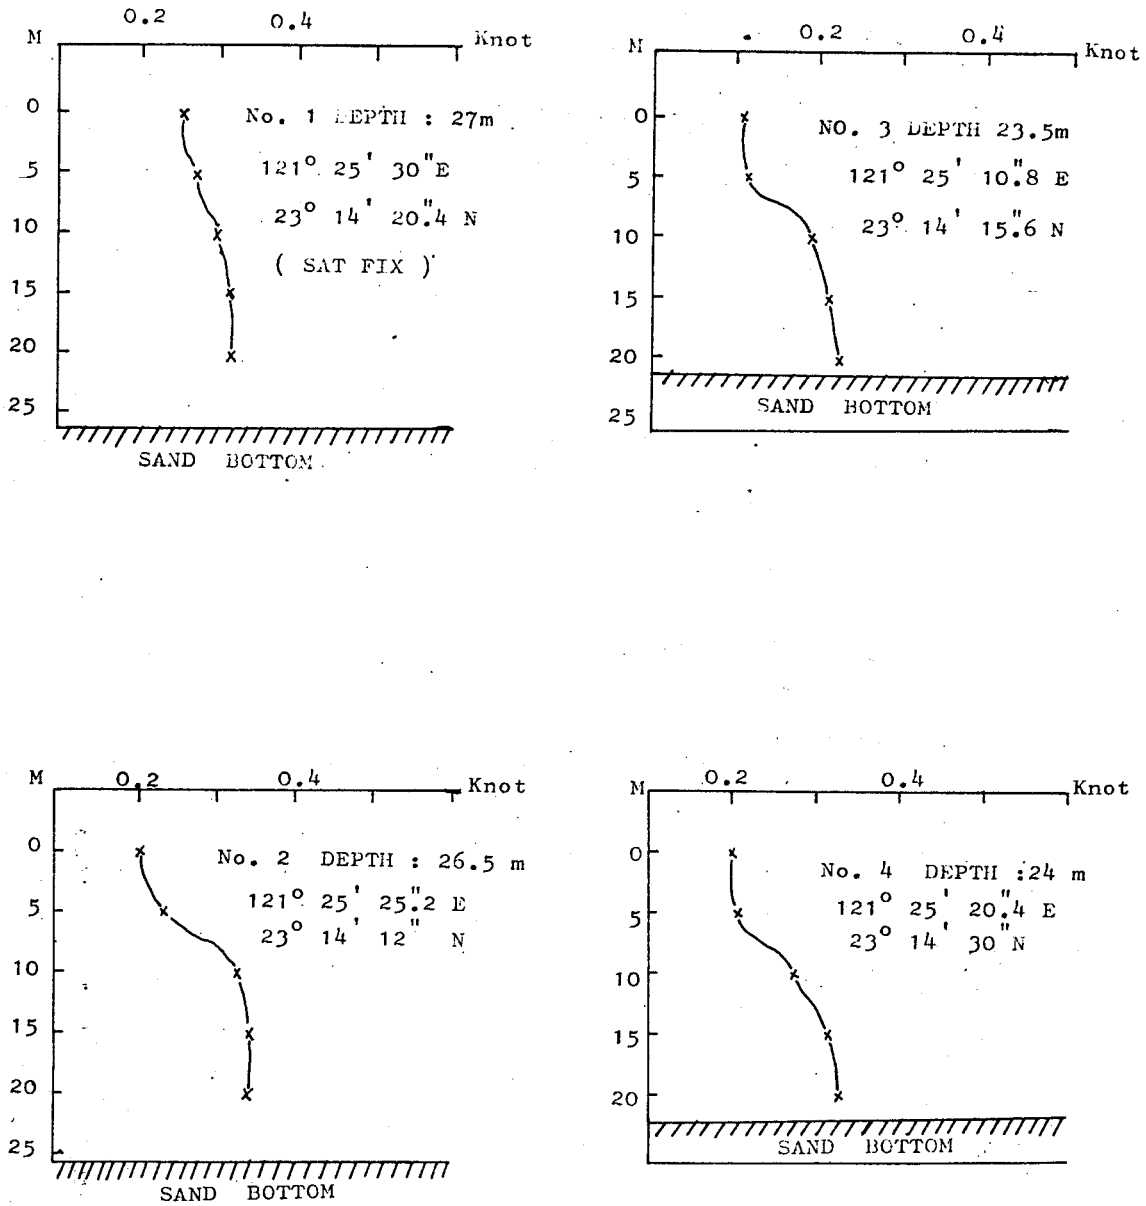 0.2 0.4
M Knot
0
5
10
15
20
25
No. 1 DEPTH : 27m
121° 25' 30"E
23° 14' 20".4 N
( SAT FIX )
SAND BOTTOM
0.2 0.4
M Knot
0
5
10
15
20
25
NO. 3 DEPTH 23.5m
121° 25' 10".8 E
23° 14' 15".6 N
SAND BOTTOM
0.2 0.4
M Knot
0
5
10
15
20
25
No. 2 DEPTH : 26.5 m
121° 25' 25".2 E
23° 14' 12" N
SAND BOTTOM
0.2 0.4
M Knot
0
5
10
15
20
No. 4 DEPTH :24 m
121° 25' 20".4 E
23° 14' 30"N
SAND BOTTOM